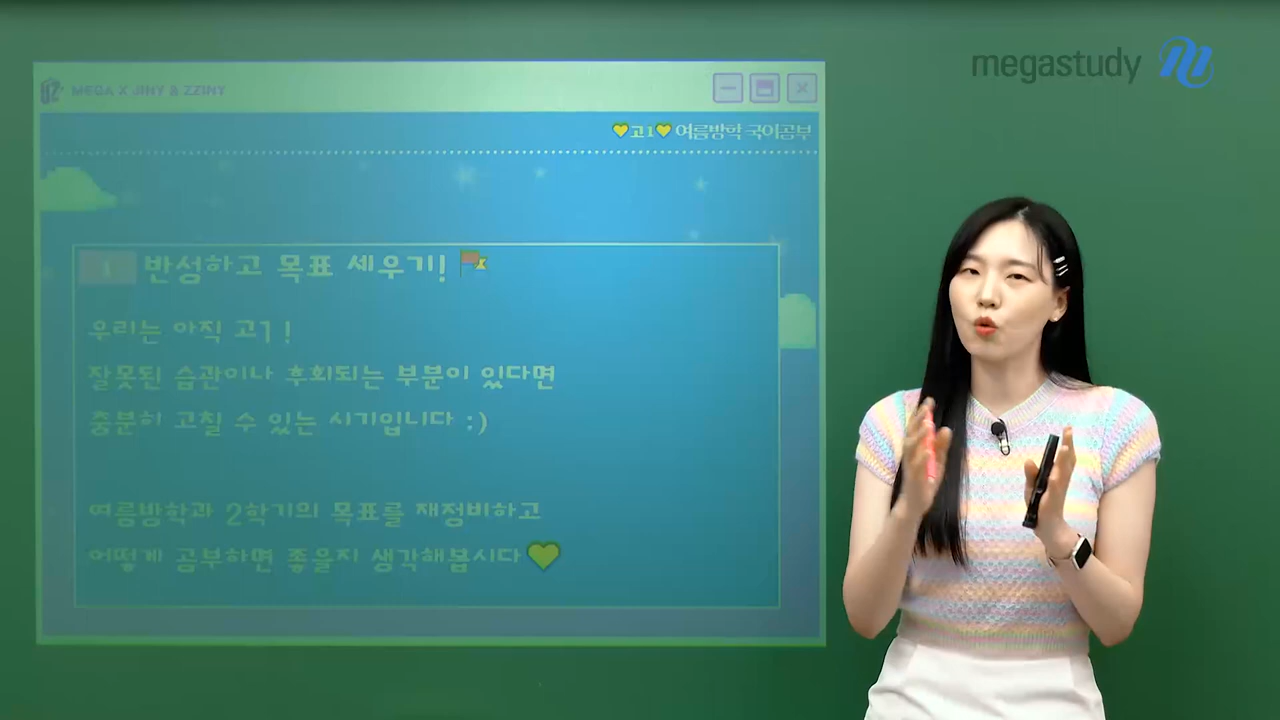 megastudy
MEGA X JINY & ZZINY
고1 여름방학 국어공부
1 반성하고 목표 세우기!
우리는 아직 고1!
잘못된 습관이나 후회되는 부분이 있다면
충분히 고칠 수 있는 시기입니다 :)
여름방학과 2학기의 목표를 재정비하고
어떻게 공부하면 좋을지 생각해봅시다